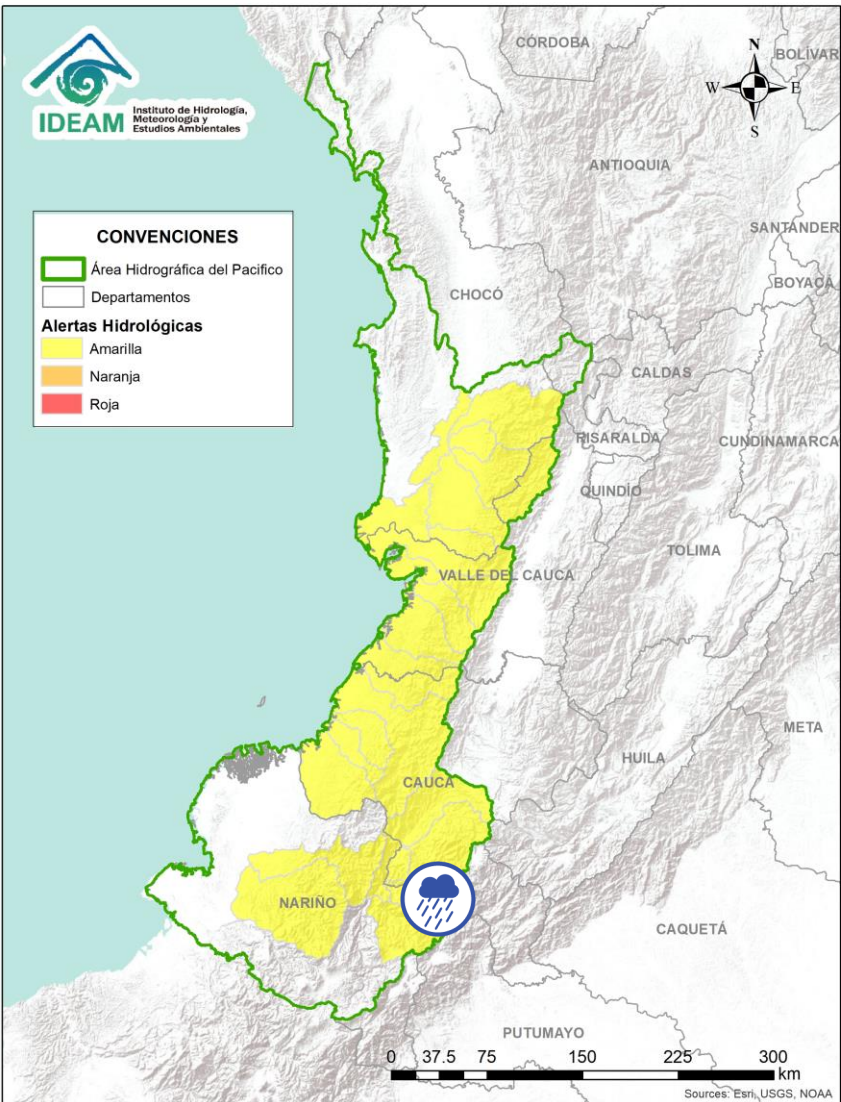 IDEAM
Instituto de Hidrología,
Meteorología y
Estudios Ambientales
N
W
E
S
CÓRDOBA
BOLÍVAR
ANTIOQUIA
SANTANDER
BOYACÁ
CHOCÓ
CALDAS
RISARALDA
CUNDINAMARCA
QUINDÍO
TOLIMA
VALLE DEL CAUCA
META
HUILA
CAUCA
NARIÑO
CAQUETÁ
PUTUMAYO
CONVENCIONES
Área Hidrográfica del Pacifico
Departamentos
Alertas Hidrológicas
Amarilla
Naranja
Roja
0 37.5 75 150 225 300
km
Sources: Esri, USGS, NOAA